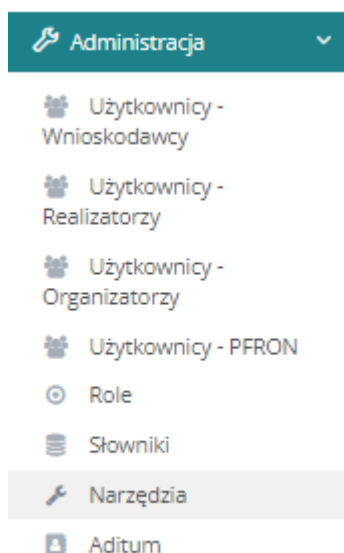 Administracja
Użytkownicy -
Wnioskodawcy
Użytkownicy -
Realizatorzy
Użytkownicy -
Organizatorzy
Użytkownicy - PFRON
Role
Słowniki
Narzędzia
Aditum